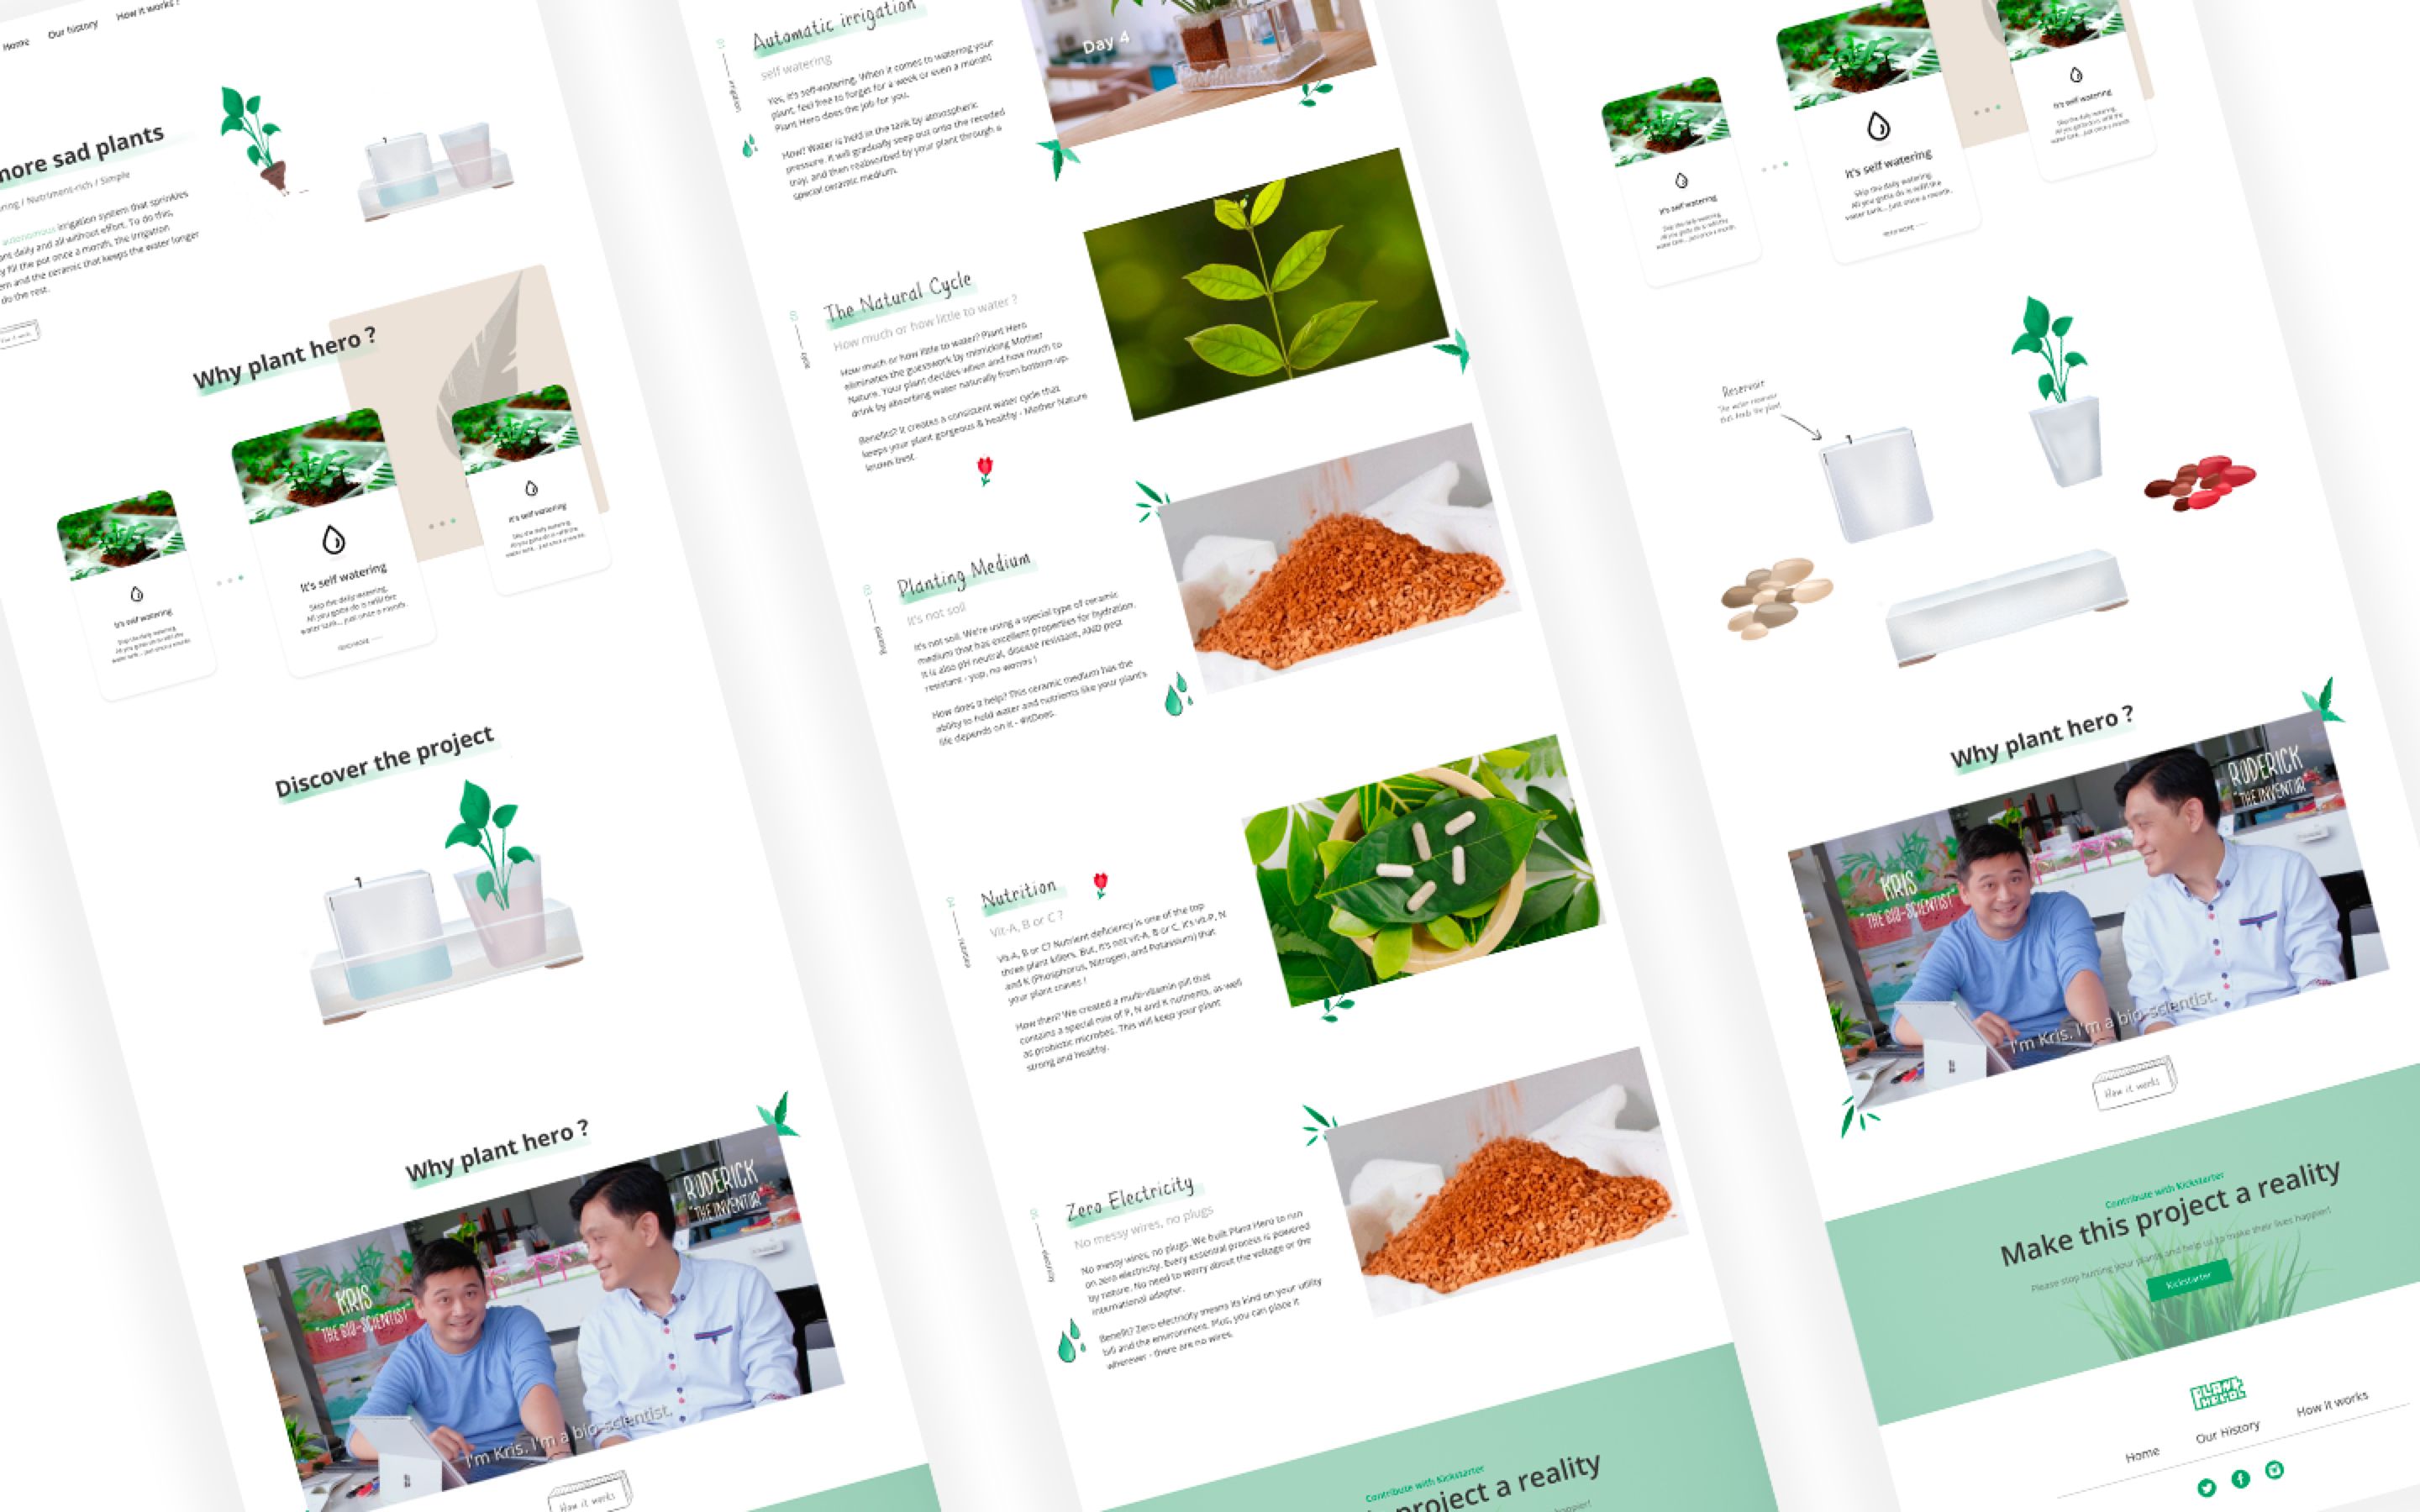 Home
Our history
How it works ?
more sad plants
ring / Nutriment-rich / Simple
autonomous irrigation system that sprinkles
daily and all without effort. To do this,
fill the pot once a month, the irrigation
and the ceramic that keeps the water longer
do the rest.
Why plant hero ?
It's self watering
Skip the daily watering.
All you gotta do is refill the
water tank... just once a month.
It's self watering
Skip the daily watering.
All you gotta do is refill the
water tank... just once a month.
READ MORE
It's self watering
Skip the daily watering.
All you gotta do is refill the
water tank... just once a month.
Discover the project
Why plant hero ?
RODERICK
"THE INVENTOR"
KRIS
"THE BIO-SCIENTIST"
I'm Kris. I'm a bio-scientist.
How it works
01
irrigation
Automatic irrigation
self watering
Yes, it's self-watering. When it comes to watering your
plant, feel free to forget for a week or even a month!
Plant Hero does the job for you.
How? Water is held in the tank by atmospheric
pressure. It will gradually seep out onto the receded
tray, and then reabsorbed by your plant through a
special ceramic medium.
Day 4
02
cycle
The Natural Cycle
How much or how little to water ?
How much or how little to water? Plant Hero
eliminates the guesswork by mimicking Mother
Nature. Your plant decides when and how much to
drink by absorbing water naturally from bottom-up.
Benefits? It creates a consistent water cycle that
keeps your plant gorgeous & healthy - Mother Nature
knows best.
03
Planting Medium
It's not soil
It's not soil. We're using a special type of ceramic
medium that has excellent properties for hydration.
It is also pH neutral, disease resistant, AND pest
resistant - yup, no worms !
How does it help? This ceramic medium has the
ability to hold water and nutrients like your plant's
life depends on it - #itDoes.
04
nutrition
Nutrition
Vit-A, B or C ?
Vit-A, B or C? Nutrient deficiency is one of the top
three plant killers. But, it's not vit-A, B or C, it's vit-P, N
and K (Phosphorus, Nitrogen, and Potassium) that
your plant craves !
How then? We created a multi-vitamin pill that
contains a special mix of P, N and K nutrients, as well
as probiotic microbes. This will keep your plant
strong and healthy.
Zero Electricity
No messy wires, no plugs
No messy wires, no plugs. We built Plant Hero to run
on zero electricity. Every essential process is powered
by nature. No need to worry about the voltage or the
international adapter.
Benefit? Zero electricity means its kind on your utility
bill and the environment. Plus, you can place it
wherever - there are no wires.
Contribute with Kickstarter
project a reality
happier!
It's self watering
Skip the daily watering.
All you gotta do is refill the
water tank... just once a month.
It's self watering
Skip the daily watering.
All you gotta do is refill the
water tank... just once a month.
READ MORE
It's self watering
Skip the daily watering.
All you gotta do is refill the
water tank... just once a month.
Reservoir
The water reservoir
that feeds the plant
Why plant hero ?
RODERICK
"THE INVENTOR"
KRIS
"THE BIO-SCIENTIST"
I'm Kris. I'm a bio-scientist.
How it works
Contribute with Kickstarter
Make this project a reality
Please stop hurting your plants and help us to make their lives happier!
Kickstarter
PLANT
HERO
Home
Our History
How it works